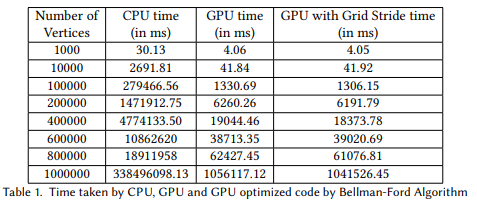 Number of Vertices CPU time (in ms) GPU time (in ms) GPU with Grid Stride time (in ms)
1000 30.13 4.06 4.05
10000 2691.81 41.84 41.92
100000 279466.56 1330.69 1306.15
200000 1471912.75 6260.26 6191.79
400000 4774133.50 19044.46 18373.78
600000 10862620 38713.35 39020.69
800000 18911958 62427.45 61076.81
1000000 338496098.13 1056117.12 1041526.45
Table 1. Time taken by CPU, GPU and GPU optimized code by Bellman-Ford Algorithm